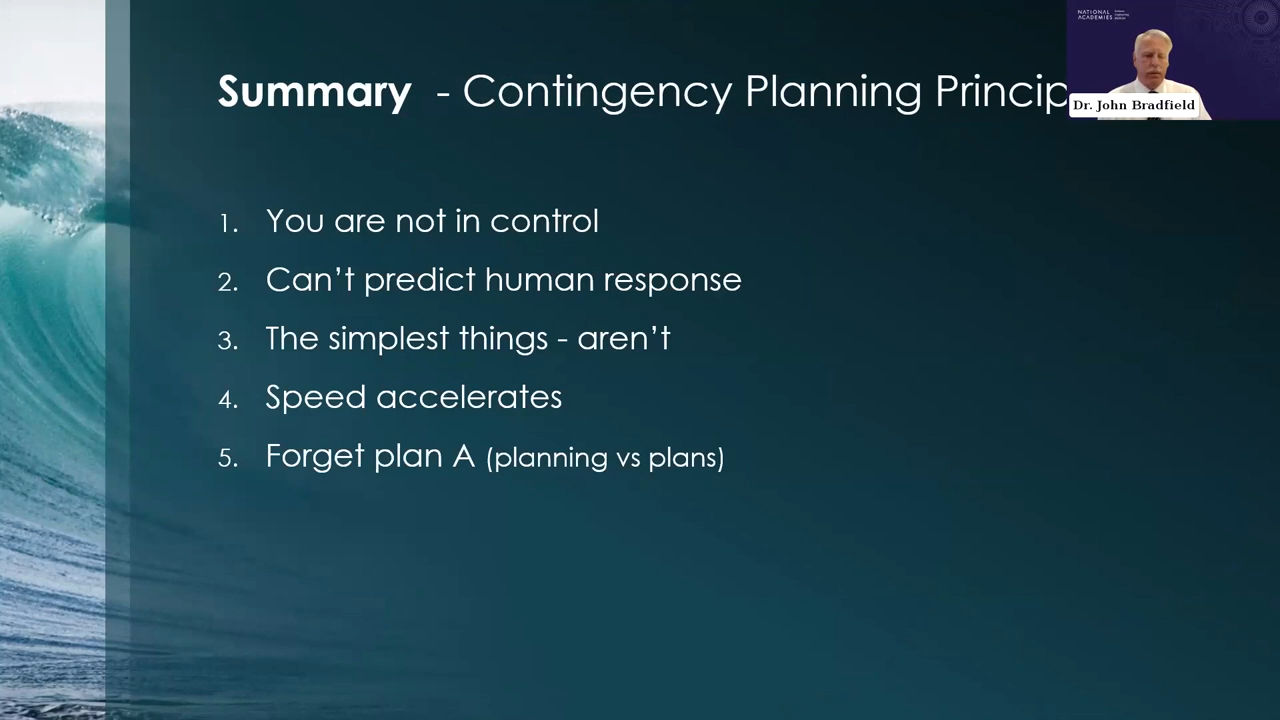 NATIONAL
ACADEMIES
Summary - Contingency Planning Princip
Dr. John Bradfield
1. You are not in control
2. Can’t predict human response
3. The simplest things - aren’t
4. Speed accelerates
5. Forget plan A (planning vs plans)